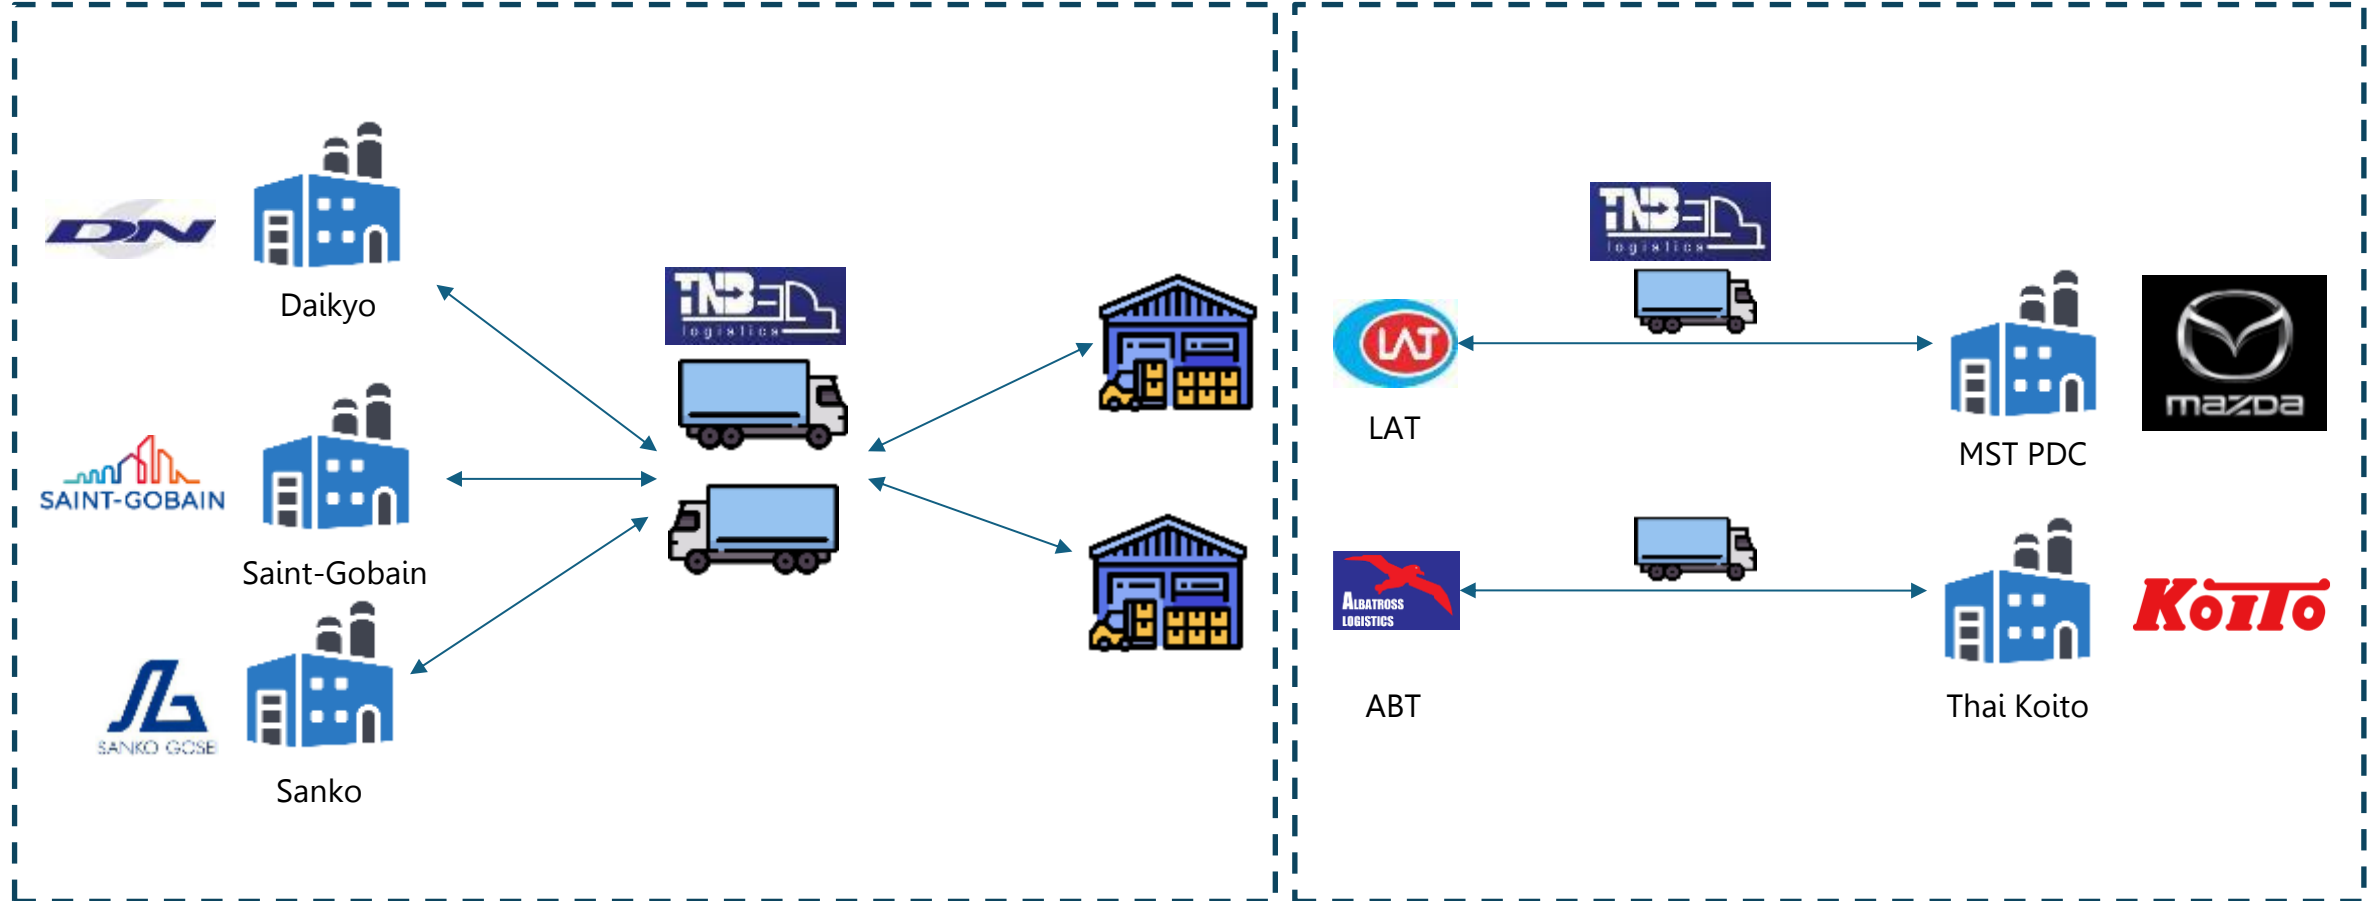 DN
Daikyo
SAINT-GOBAIN
Saint-Gobain
SANKO GOSEI
Sanko
TNB
logistics
TNB
logistics
LAT
LAT
mazda
MST PDC
ALBATROSS
LOGISTICS
ABT
KOITO
Thai Koito